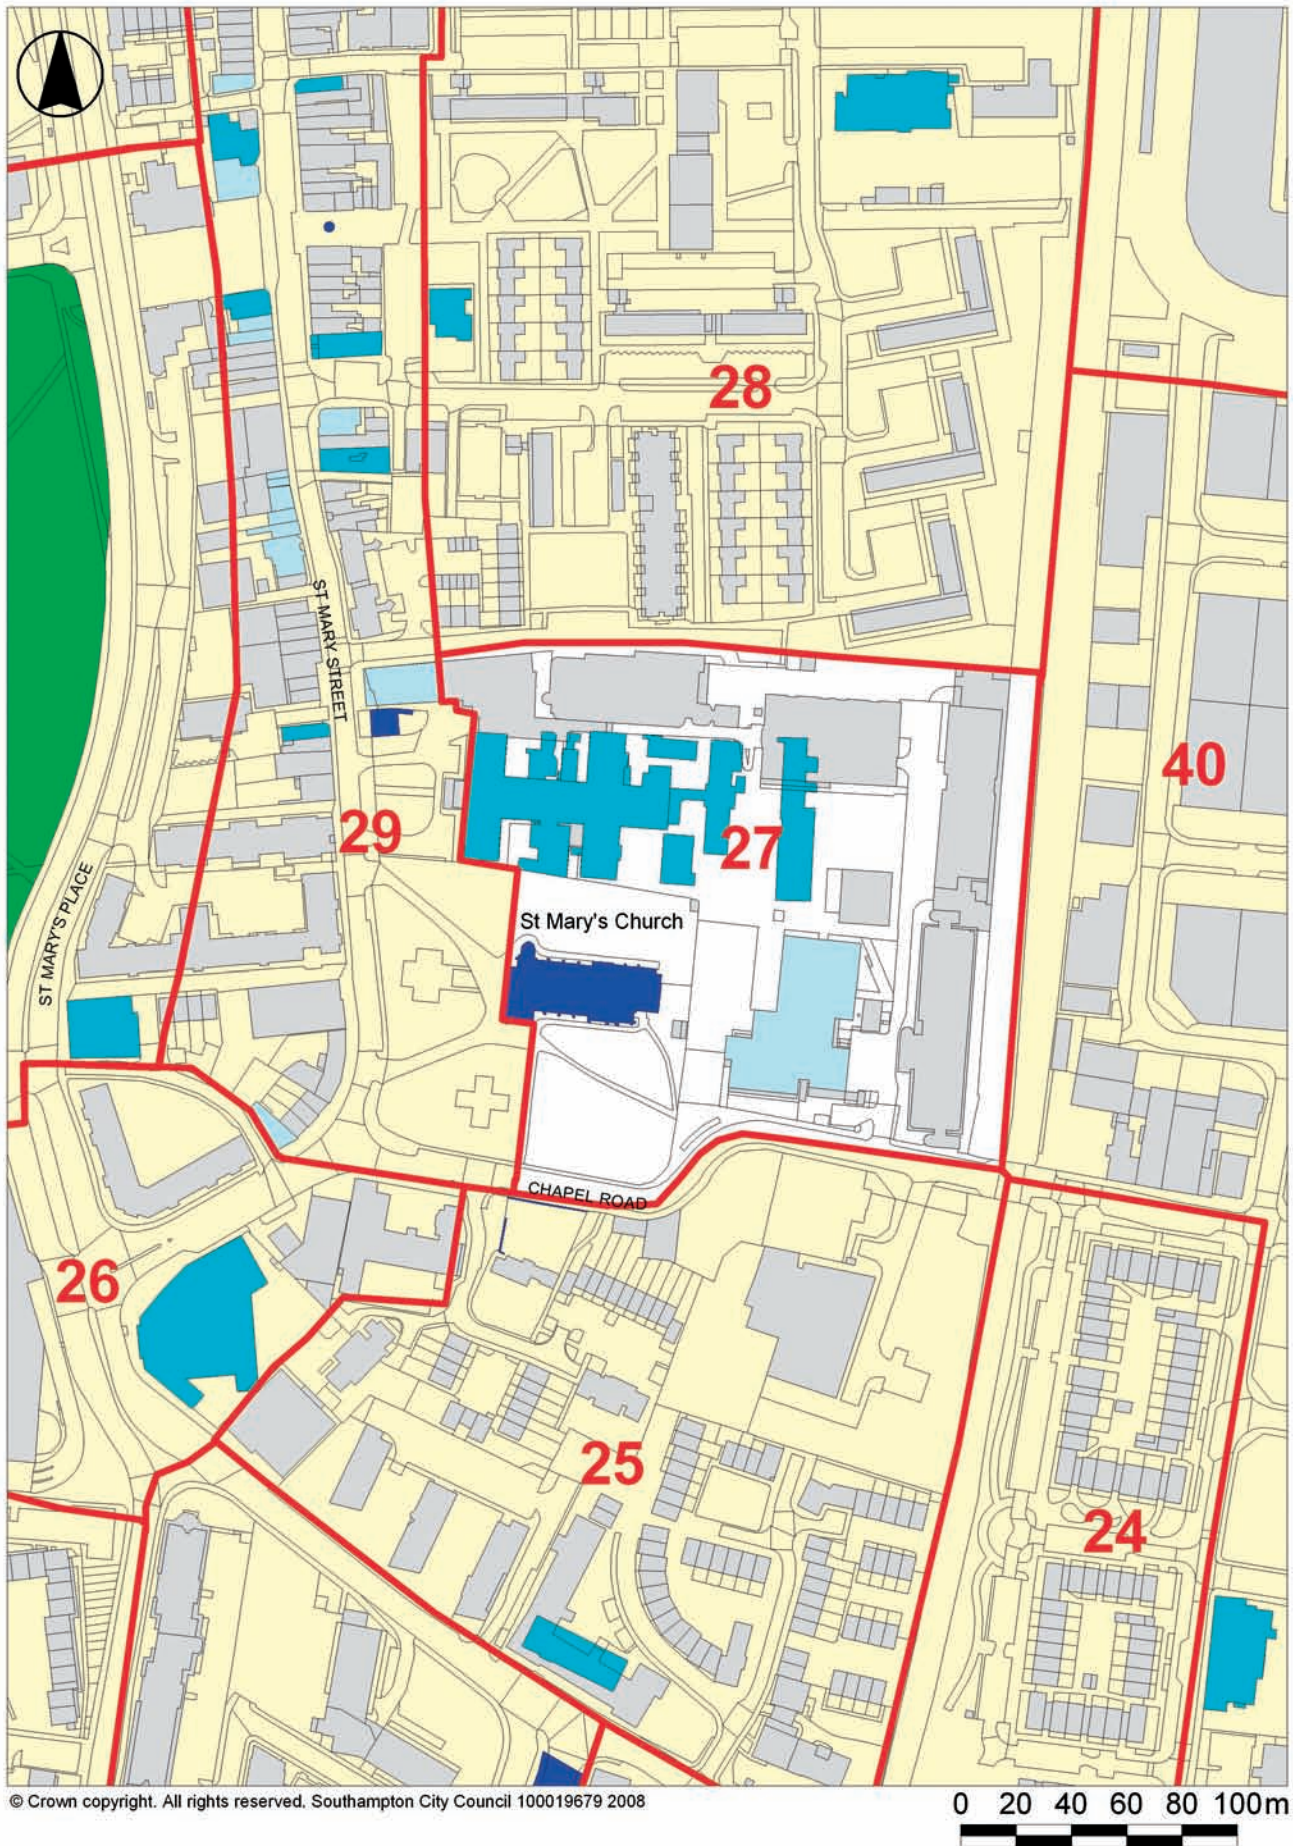 28
ST MARY STREET
40
29
27
ST MARY'S PLACE
St Mary's Church
CHAPEL ROAD
26
25
24
© Crown copyright. All rights reserved. Southampton City Council 100019679 2008
0 20 40 60 80 100m